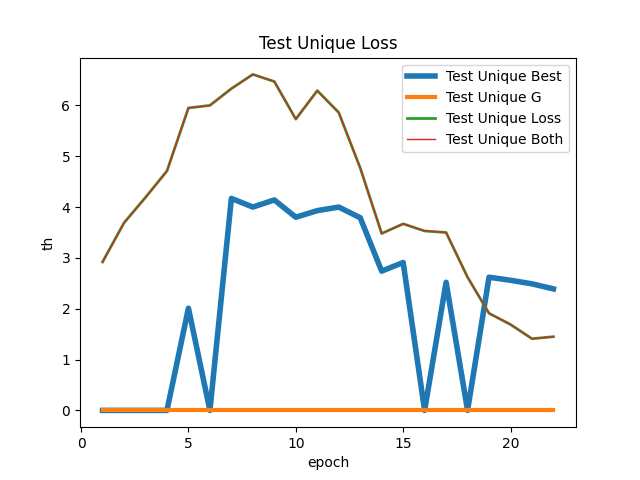 Test Unique Loss
Test Unique Best
Test Unique G
Test Unique Loss
Test Unique Both
th
6
5
4
3
2
1
0
0 5 10 15 20
epoch